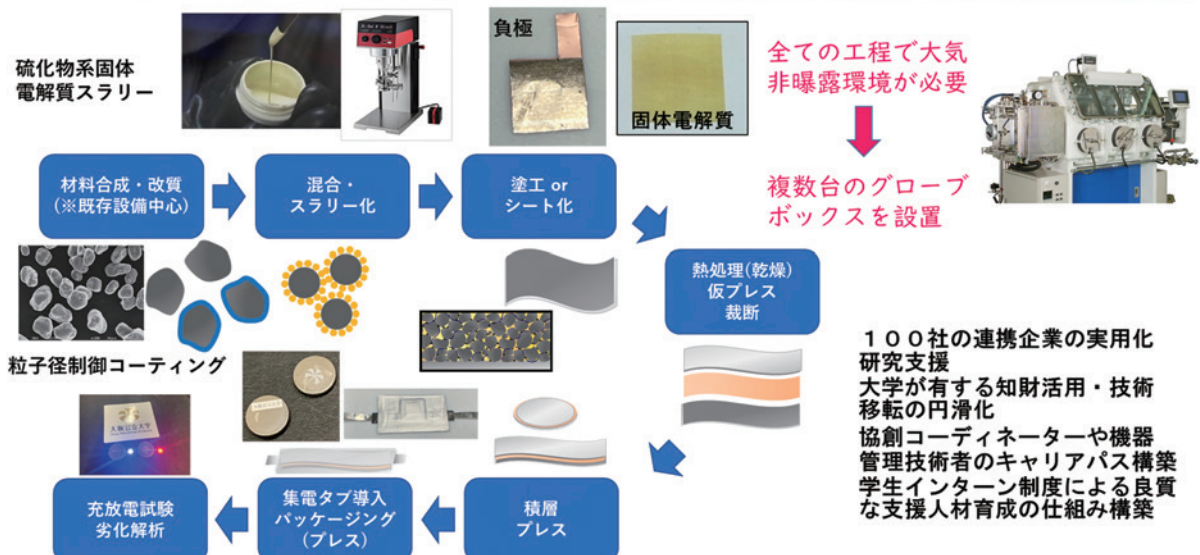 硫化物系固体
電解質スラリー
負極
固体電解質
全ての工程で大気
非曝露環境が必要
複数台のグローブ
ボックスを設置
材料合成・改質
(※既存設備中心)
混合・
スラリー化
塗工 or
シート化
熱処理(乾燥)
仮プレス
裁断
粒子径制御コーティング
１００社の連携企業の実用化
研究支援
大学が有する知財活用・技術
移転の円滑化
協創コーディネーターや機器
管理技術者のキャリアパス構築
学生インターン制度による良質
な支援人材育成の仕組み構築
大阪公立大学
充放電試験
劣化解析
集電タブ導入
パッケージング
(プレス)
積層
プレス